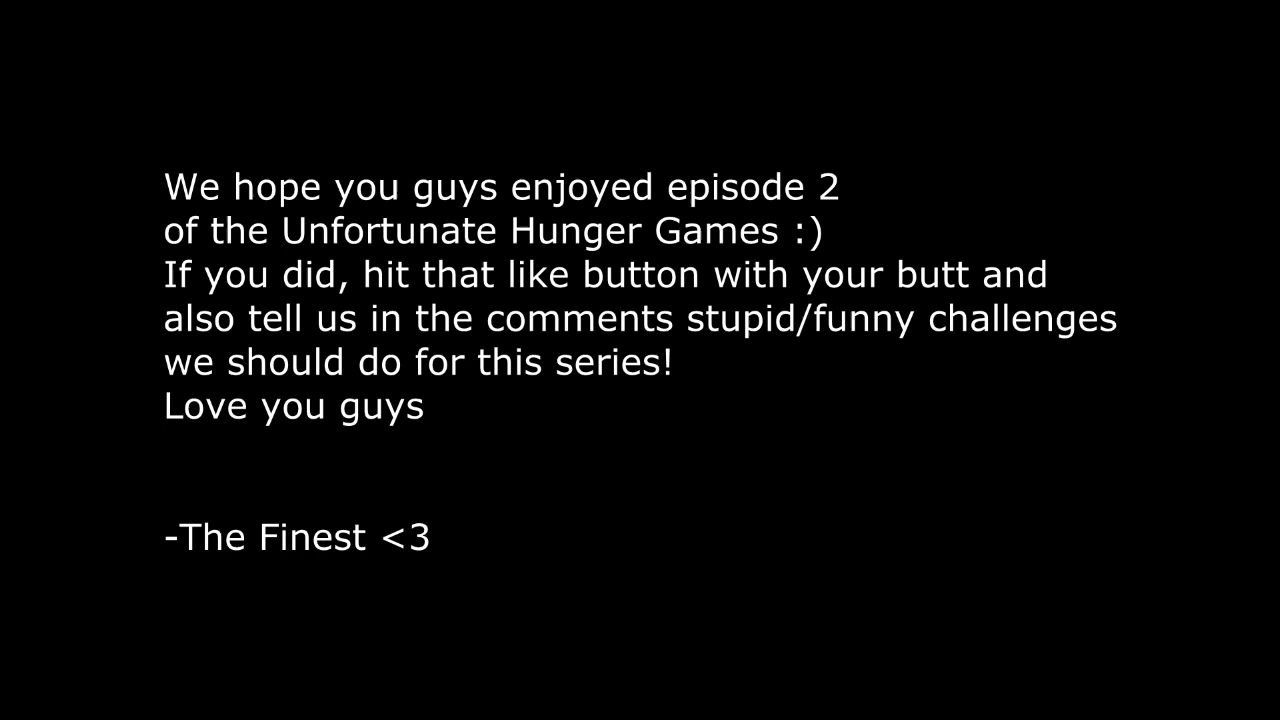 We hope you guys enjoyed episode 2
of the Unfortunate Hunger Games :)
If you did, hit that like button with your butt and
also tell us in the comments stupid/funny challenges
we should do for this series!
Love you guys
-The Finest <3